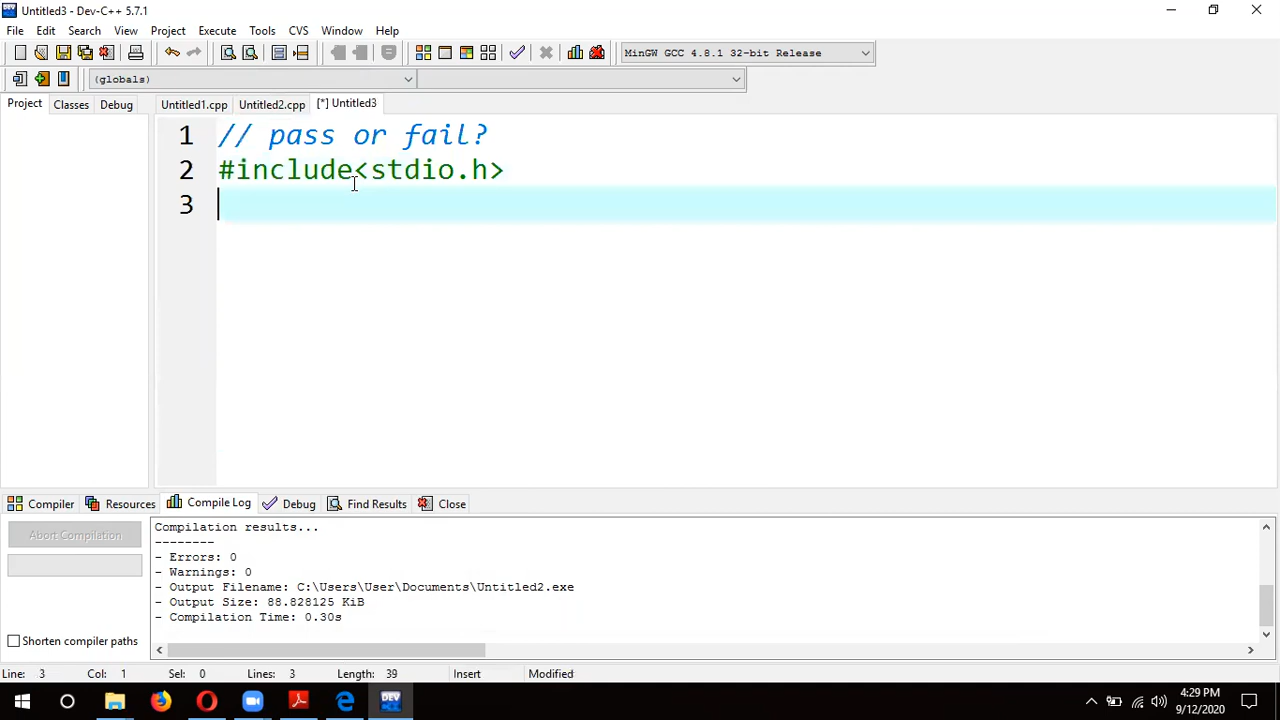 Untitled3 - Dev-C++ 5.7.1
File Edit Search View Project Execute Tools CVS Window Help
MinGW GCC 4.8.1 32-bit Release
(globals)
Project Classes Debug Untitled1.cpp Untitled2.cpp [*] Untitled3
1 // pass or fail?
2 #include<stdio.h>
3
Compiler Resources Compile Log Debug Find Results Close
Abort Compilation
Compilation results...
--------
- Errors: 0
- Warnings: 0
- Output Filename: C:\Users\User\Documents\Untitled2.exe
- Output Size: 88.828125 KiB
- Compilation Time: 0.30s
Shorten compiler paths
Line: 3 Col: 1 Sel: 0 Lines: 3 Length: 39 Insert Modified
DEV
4:29 PM
9/12/2020